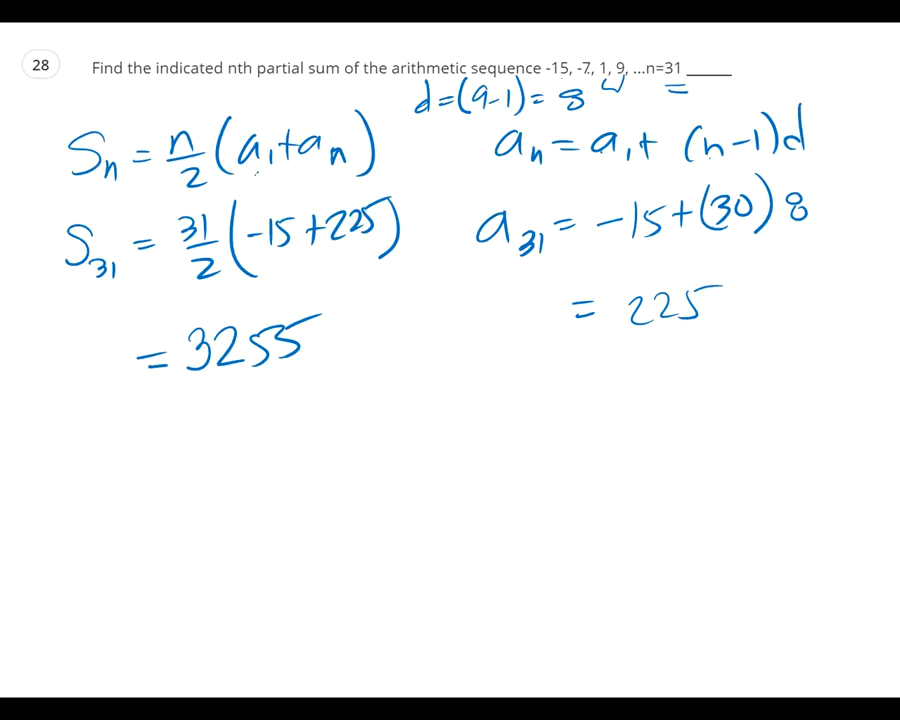 28 Find the indicated nth partial sum of the arithmetic sequence -15, -7, 1, 9, ...n=31 _____
d=(9-1)= 8
Sn = n/2 (a1+an)
an = a1+ (n-1)d
S31 = 31/2 (-15+225)
a31 = -15+(30) 8
= 225
= 3255